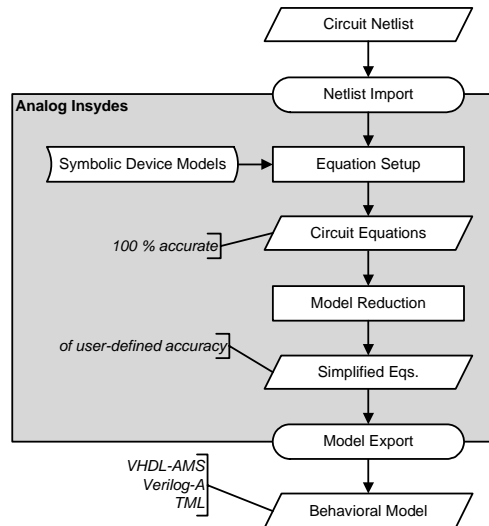 Circuit Netlist
Netlist Import
Analog Insydes
Symbolic Device Models
Equation Setup
100 % accurate
Circuit Equations
Model Reduction
of user-defined accuracy
Simplified Eqs.
Model Export
VHDL-AMS
Verilog-A
TML
Behavioral Model